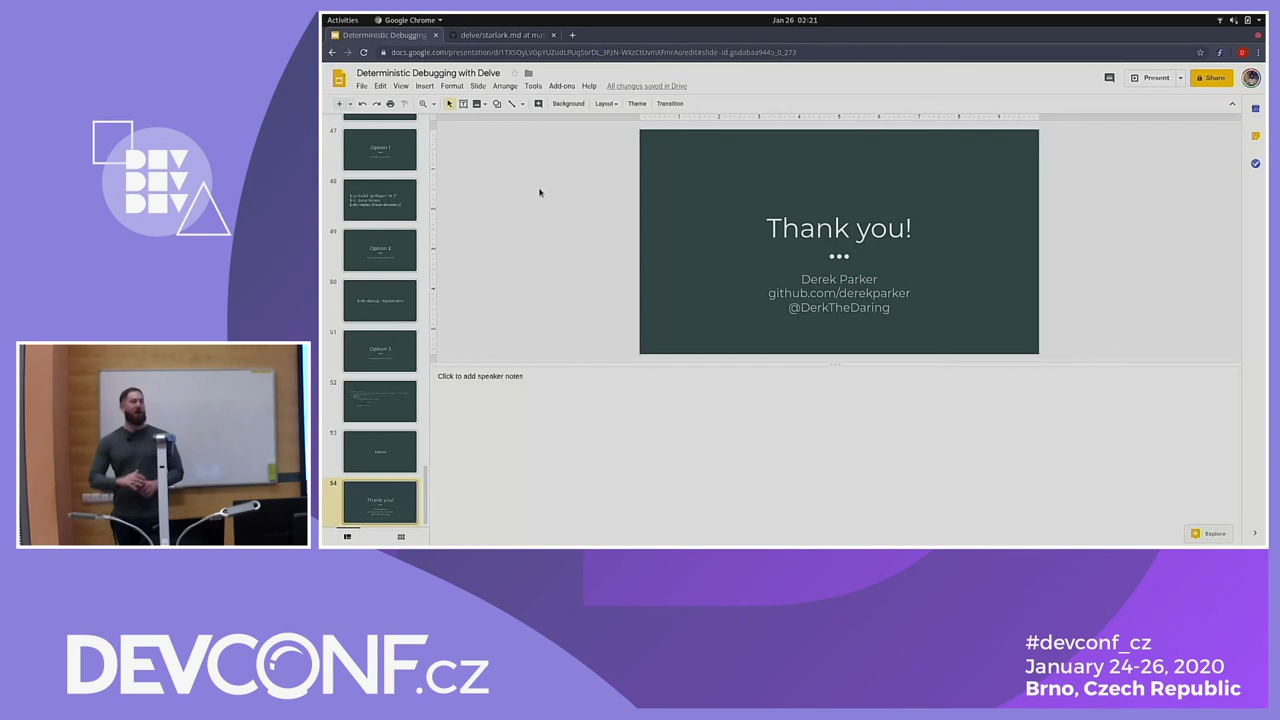 Activities
Google Chrome
Jan 26 02:21
Deterministic Debugging
delve/starlark.md at mas
Deterministic Debugging with Delve
File Edit View Insert Format Slide Arrange Tools Add-ons Help
All changes saved in Drive
Present
Share
Background
Layout
Theme
Transition
47
Option 1
48
49
Option 2
50
51
Option 3
52
53
Demo
54
Thank you!
Thank you!
Derek Parker
github.com/derekparker
@DerkTheDaring
Click to add speaker notes
Explore
DEV
DEV
DEV
DEVCONF.cz
#devconf_cz
January 24-26, 2020
Brno, Czech Republic